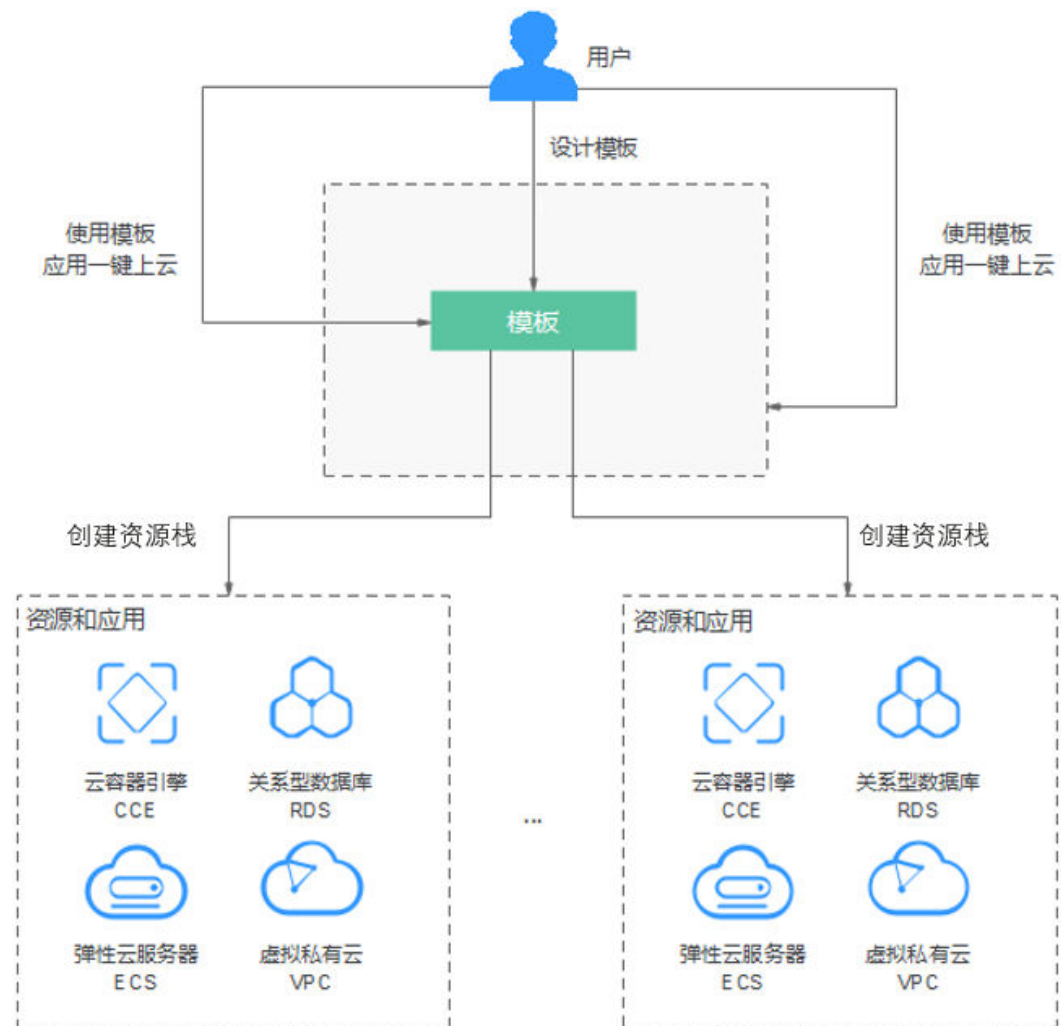 用户
设计模板
使用模板
应用一键上云
使用模板
应用一键上云
模板
创建资源栈
创建资源栈
资源和应用
云容器引擎
CCE
关系型数据库
RDS
弹性云服务器
ECS
虚拟私有云
VPC
...
资源和应用
云容器引擎
CCE
关系型数据库
RDS
弹性云服务器
ECS
虚拟私有云
VPC